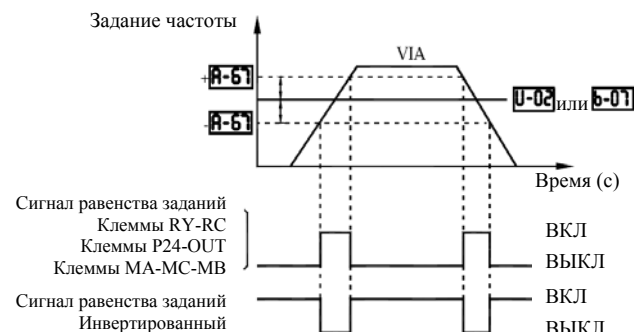 Задание частоты
VIA
+A-67
U-02 или b-07
-A-67
Время (с)
Сигнал равенства заданий
Клеммы RY-RC
Клеммы P24-OUT
Клеммы MA-MC-MB
ВКЛ
ВЫКЛ
Сигнал равенства заданий
Инвертированный
ВКЛ
ВЫКЛ